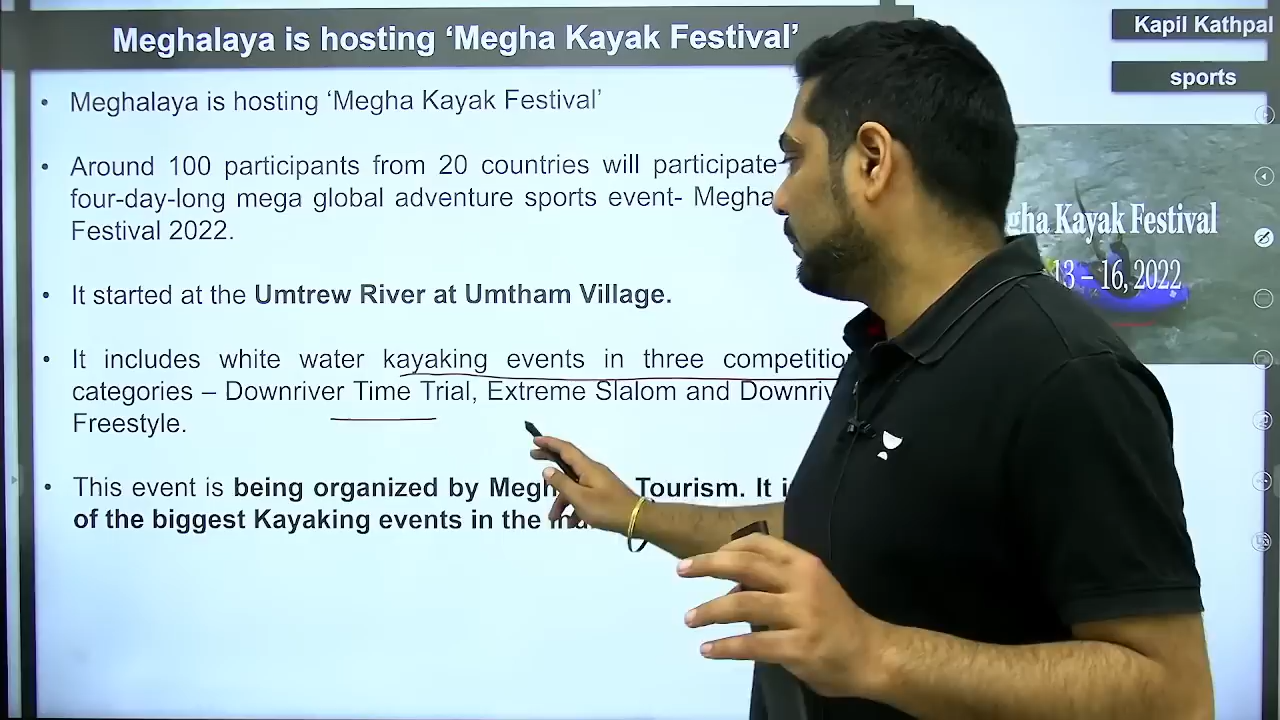 Meghalaya is hosting ‘Megha Kayak Festival’
Kapil Kathpal
sports
• Meghalaya is hosting ‘Megha Kayak Festival’
• Around 100 participants from 20 countries will participate
four-day-long mega global adventure sports event- Megha
Festival 2022.
gha Kayak Festival
13 – 16, 2022
• It started at the Umtrew River at Umtham Village.
• It includes white water kayaking events in three competitio
categories – Downriver Time Trial, Extreme Slalom and Downriv
Freestyle.
• This event is being organized by Megh Tourism. It i
of the biggest Kayaking events in the